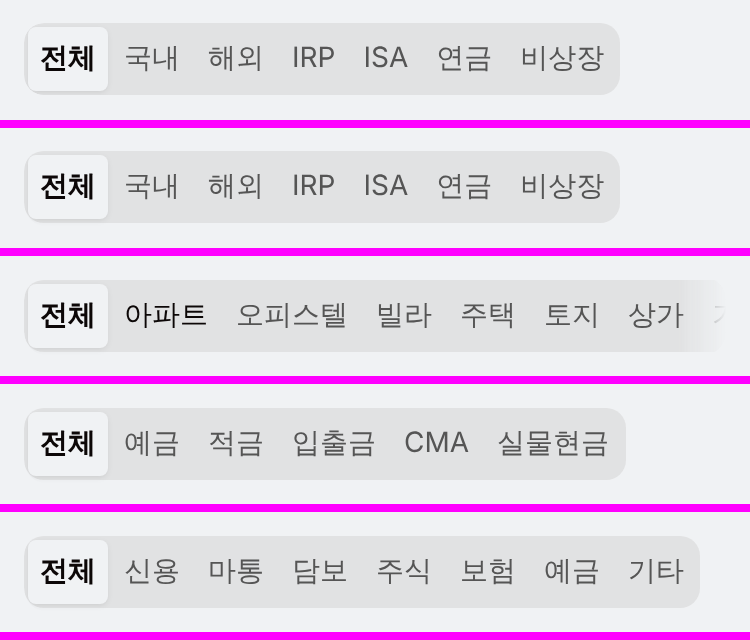 전체 국내 해외 IRP ISA 연금 비상장
전체 국내 해외 IRP ISA 연금 비상장
전체 아파트 오피스텔 빌라 주택 토지 상가
전체 예금 적금 입출금 CMA 실물현금
전체 신용 마통 담보 주식 보험 예금 기타